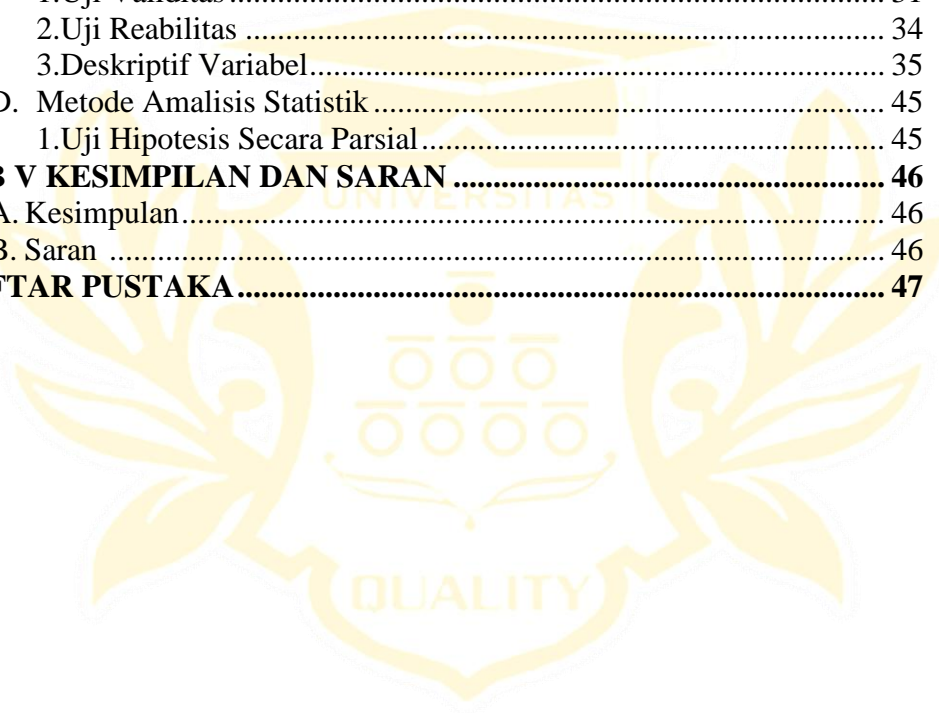 2.Uji Reabilitas ........................................................................................ 34
3.Deskriptif Variabel................................................................................ 35
D. Metode Amalisis Statistik ........................................................................ 45
1.Uji Hipotesis Secara Parsial................................................................... 45
V KESIMPILAN DAN SARAN ................................................................ 46
A. Kesimpulan.............................................................................................. 46
B. Saran ....................................................................................................... 46
TAR PUSTAKA......................................................................................... 47
UNIVERSITAS
QUALITY